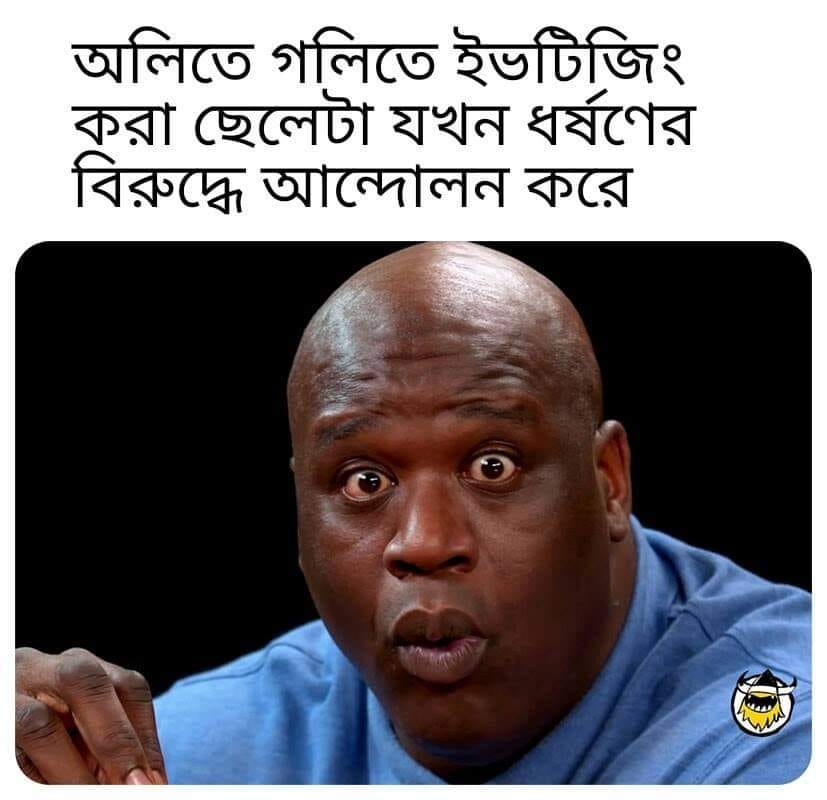 অলিতে গলিতে ইভটিজিং
করা ছেলেটা যখন ধর্ষণের
বিরুদ্ধে আন্দোলন করে